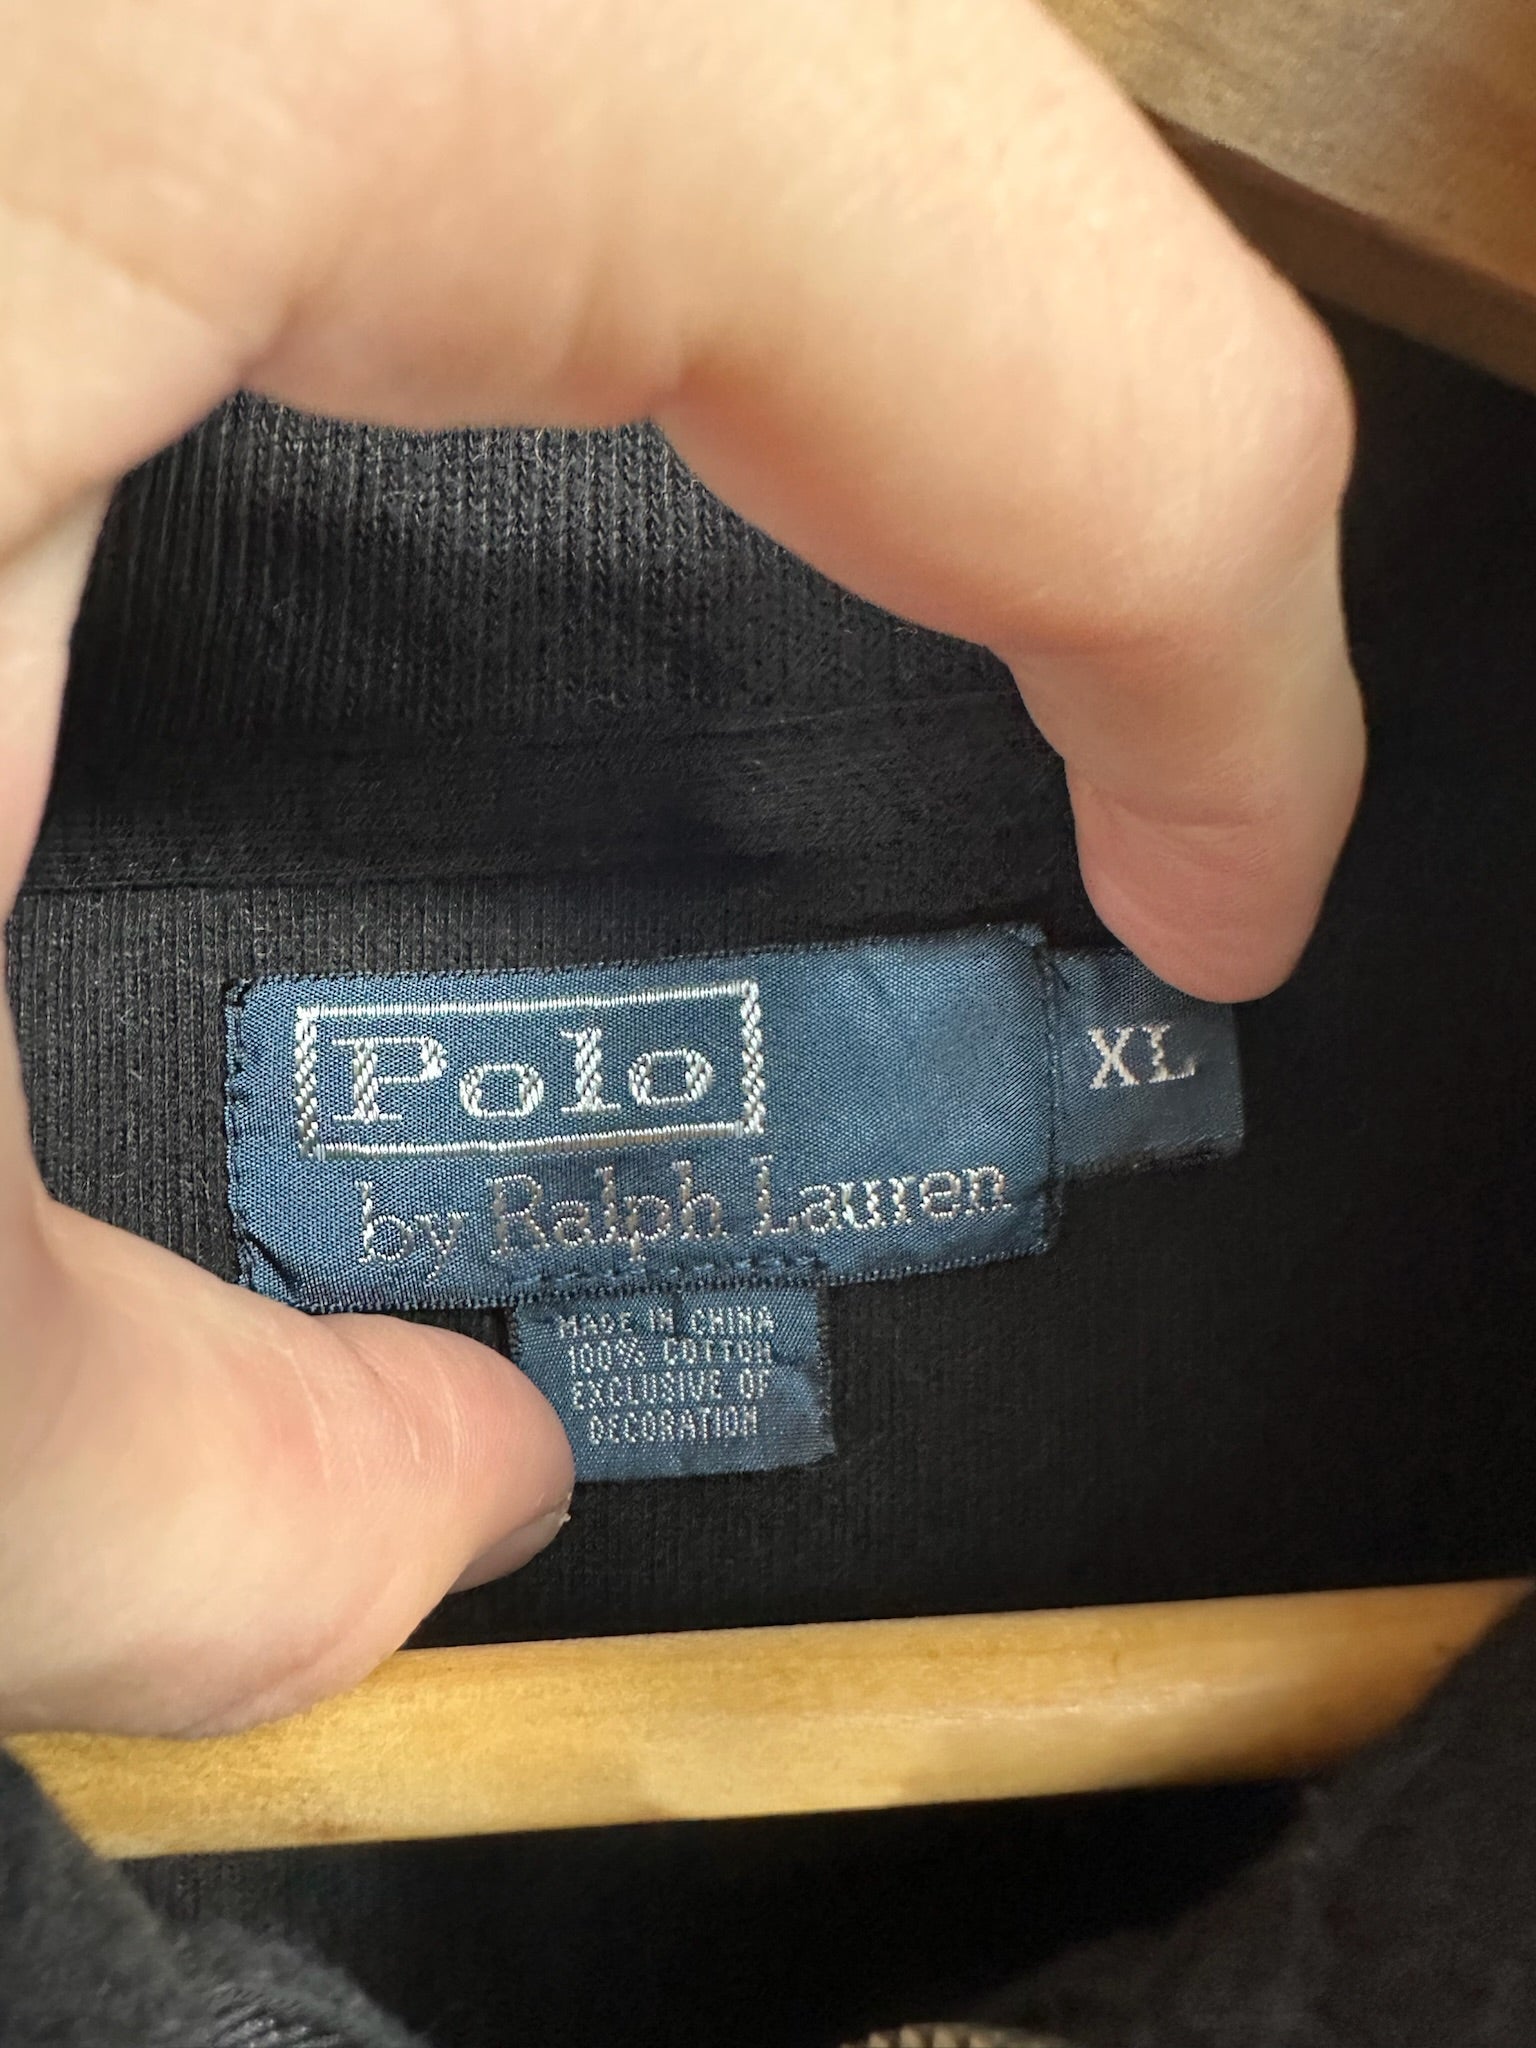 Polo
by Ralph Lauren
XL
MADE IN CHINA
100% COTTON
EXCLUSIVE OF
DECORATION